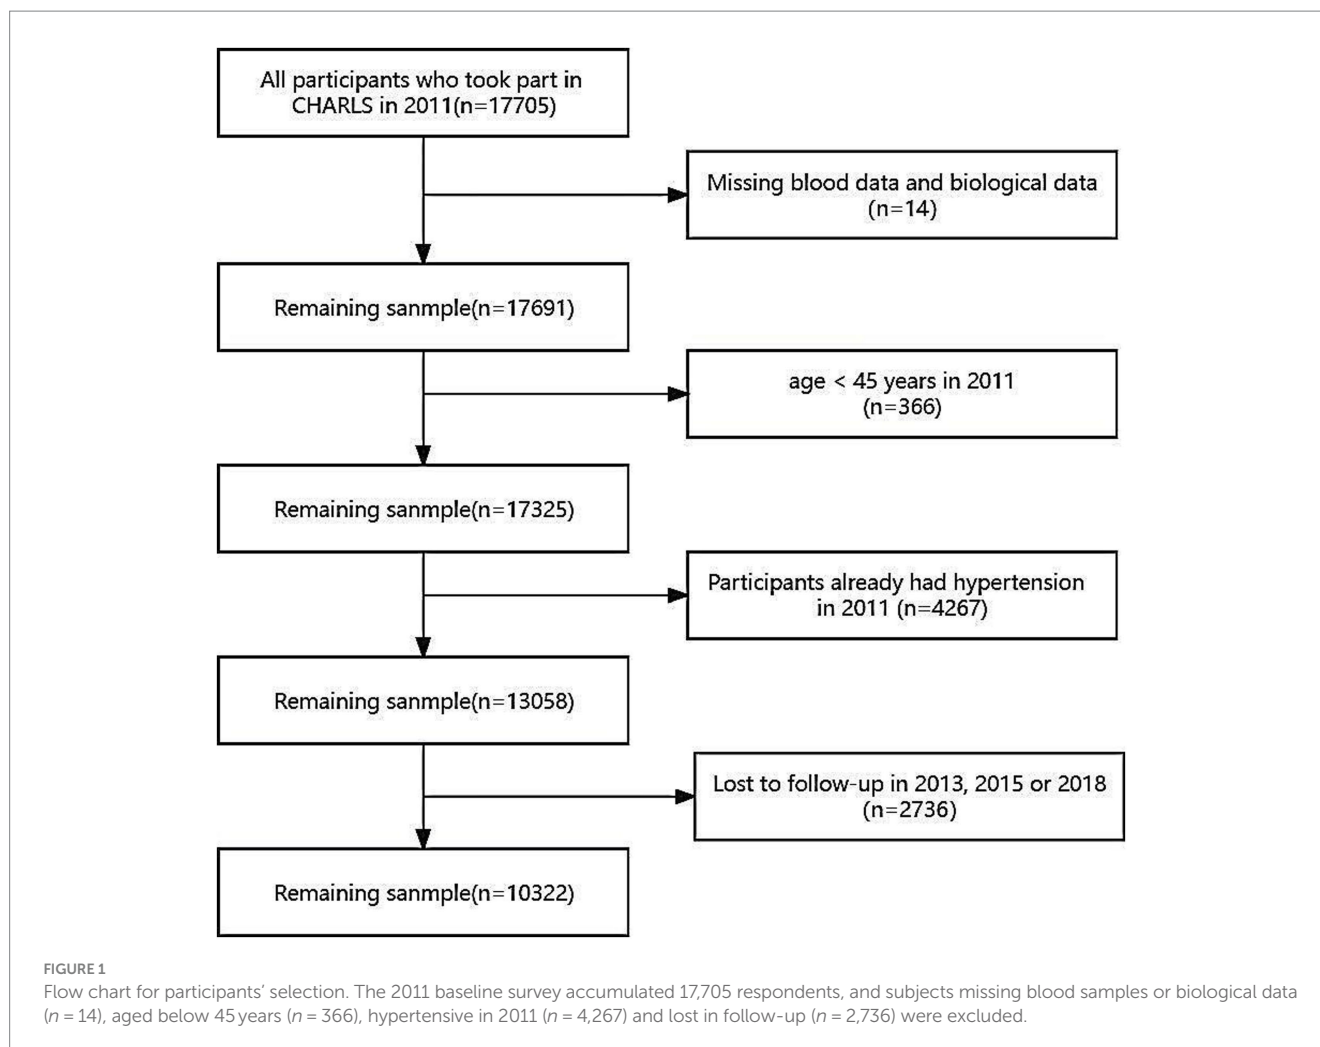 All participants who took part in
CHARLS in 2011(n=17705)
Missing blood data and biological data
(n=14)
Remaining sanmple(n=17691)
age < 45 years in 2011
(n=366)
Remaining sanmple(n=17325)
Participants already had hypertension
in 2011 (n=4267)
Remaining sanmple(n=13058)
Lost to follow-up in 2013, 2015 or 2018
(n=2736)
Remaining sanmple(n=10322)
FIGURE 1
Flow chart for participants’ selection. The 2011 baseline survey accumulated 17,705 respondents, and subjects missing blood samples or biological data
(n = 14), aged below 45 years (n = 366), hypertensive in 2011 (n = 4,267) and lost in follow-up (n = 2,736) were excluded.